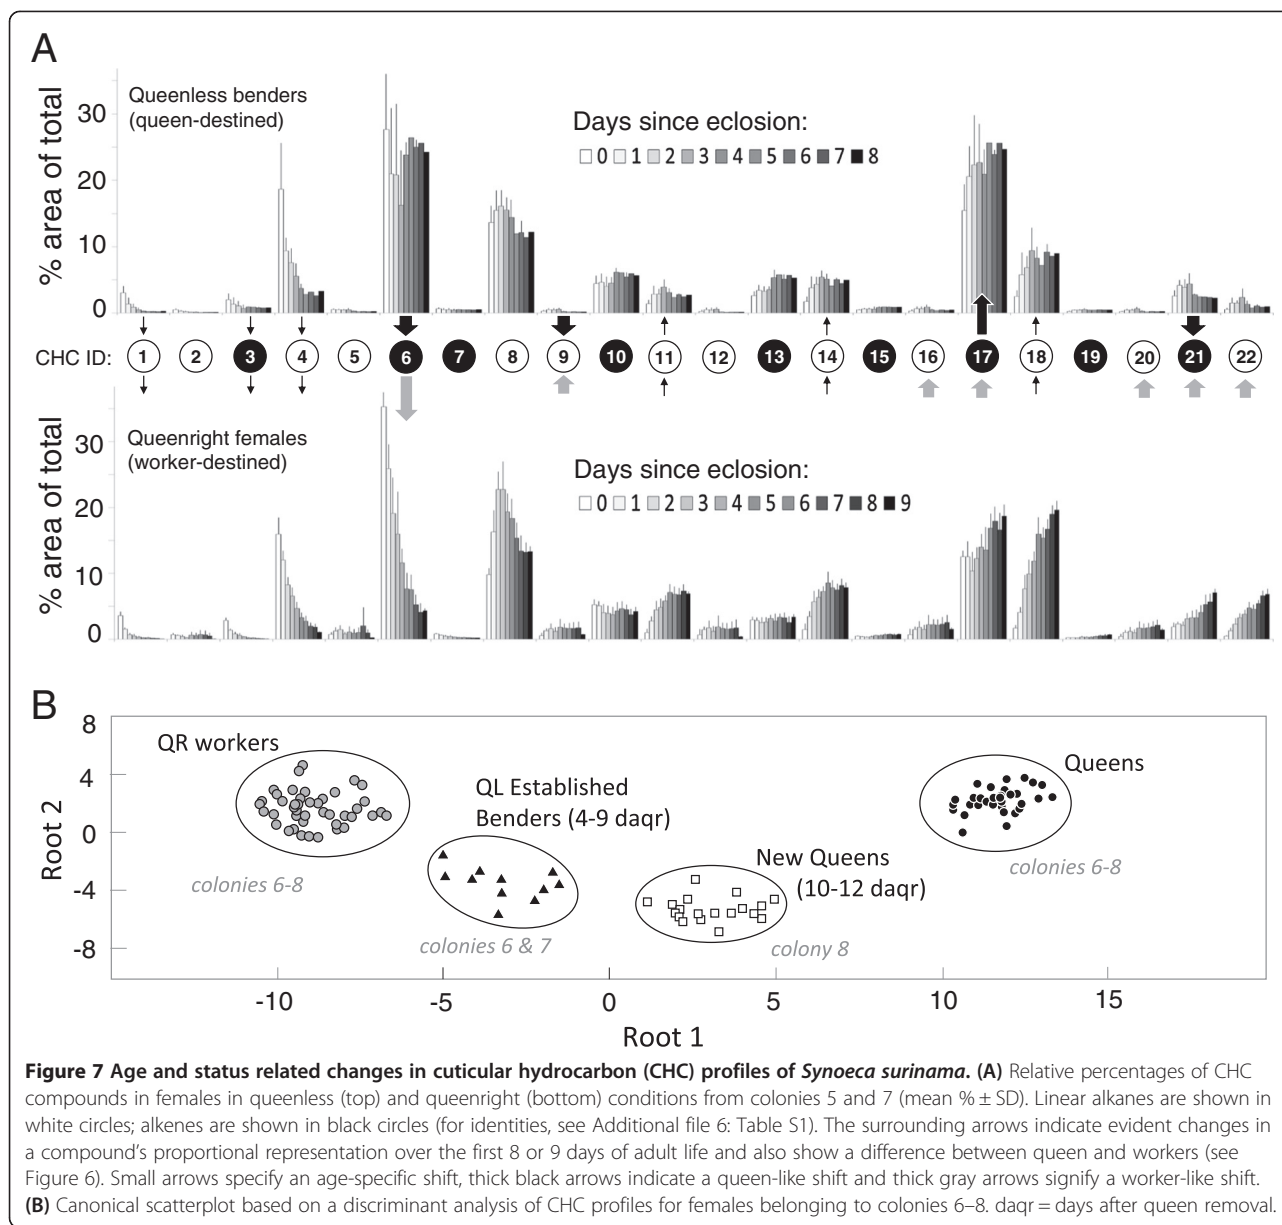 A
Queenless benders
(queen-destined)
% area of total
30
20
10
0
Days since eclosion:
0 1 2 3 4 5 6 7 8
CHC ID: 1 2 3 4 5 6 7 8 9 10 11 12 13 14 15 16 17 18 19 20 21 22
Queenright females
(worker-destined)
% area of total
30
20
10
0
Days since eclosion:
0 1 2 3 4 5 6 7 8 9
B
8
4
0
-4
-8
Root 2
QR workers
colonies 6-8
QL Established
Benders (4-9 daqr)
colonies 6 & 7
New Queens
(10-12 daqr)
colony 8
Queens
colonies 6-8
-10 -5 0 5 10 15
Root 1
Figure 7 Age and status related changes in cuticular hydrocarbon (CHC) profiles of Synoeca surinama. (A) Relative percentages of CHC
compounds in females in queenless (top) and queenright (bottom) conditions from colonies 5 and 7 (mean % ± SD). Linear alkanes are shown in
white circles; alkenes are shown in black circles (for identities, see Additional file 6: Table S1). The surrounding arrows indicate evident changes in
a compound's proportional representation over the first 8 or 9 days of adult life and also show a difference between queen and workers (see
Figure 6). Small arrows specify an age-specific shift, thick black arrows indicate a queen-like shift and thick gray arrows signify a worker-like shift.
(B) Canonical scatterplot based on a discriminant analysis of CHC profiles for females belonging to colonies 6–8. daqr = days after queen removal.